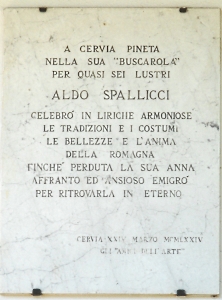 A CERVIA PINETA
NELLA SUA "BUSCAROLA"
PER QUASI SEI LUSTRI
ALDO SPALLICCI
CELEBRÒ IN LIRICHE ARMONIOSE
LE TRADIZIONI E I COSTUMI
LE BELLEZZE E L'ANIMA
DELLA ROMAGNA
FINCHÈ PERDUTA LA SUA ANNA
AFFRANTO ED ANSIOSO EMIGRÒ
PER RITROVARLA IN ETERNO
CERVIA XXIV MARZO MCMLXXIV
GLI "AMIS DELL'ARTE"